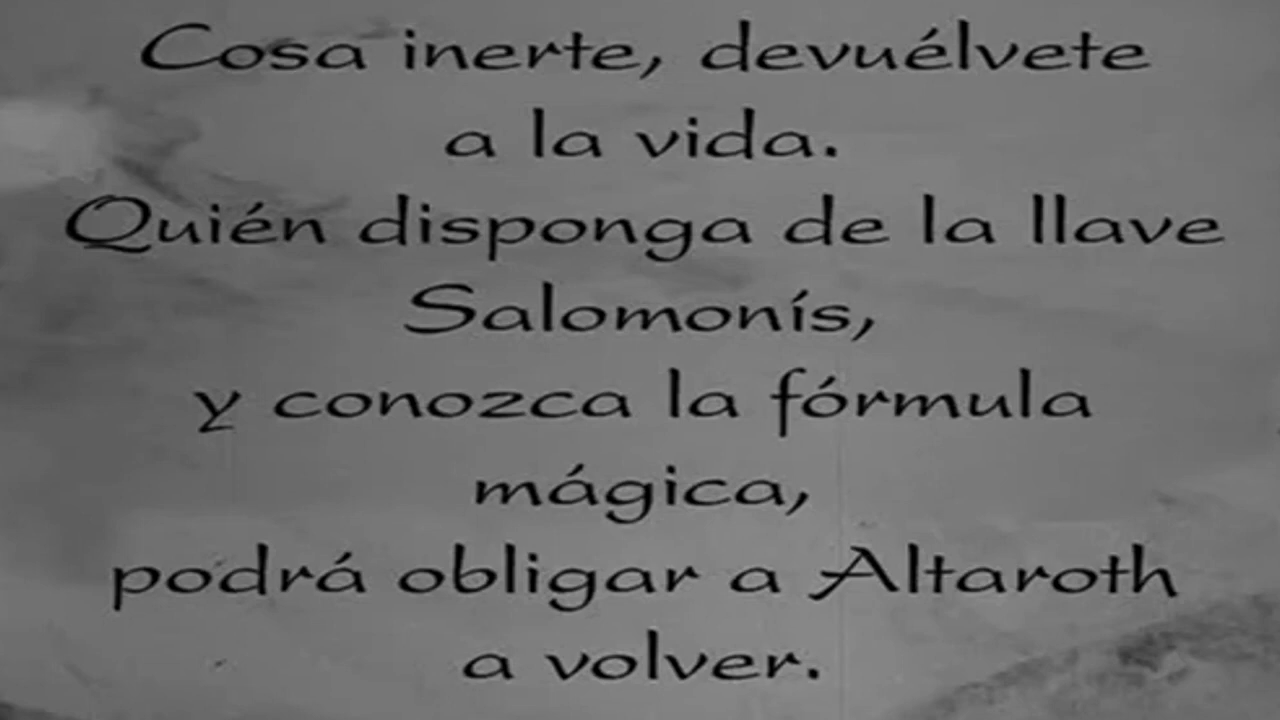 Cosa inerte, devuélvete
a la vida.
Quién disponga de la llave
Salomonís,
y conozca la fórmula
mágica,
podrá obligar a Altaroth
a volver.